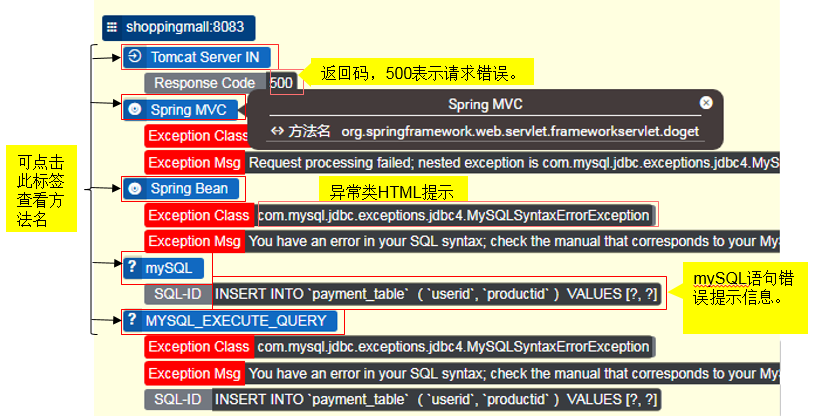 shoppingmall:8083
Tomcat Server IN
Response Code 500
返回码，500表示请求错误。
Spring MVC
Spring MVC
方法名 org.springframework.web.servlet.frameworkservlet.doget
Exception Class
Exception Msg Request processing failed; nested exception is com.mysql.jdbc.exceptions.jdbc4.MyS
可点击
此标签
查看方
法名
Spring Bean
异常类HTML提示
Exception Class com.mysql.jdbc.exceptions.jdbc4.MySQLSyntaxErrorException
Exception Msg You have an error in your SQL syntax; check the manual that corresponds to your My
? mySQL
mySQL语句错
误提示信息。
SQL-ID INSERT INTO `payment_table` ( `userid`, `productid` ) VALUES [?, ?]
? MYSQL_EXECUTE_QUERY
Exception Class com.mysql.jdbc.exceptions.jdbc4.MySQLSyntaxErrorException
Exception Msg You have an error in your SQL syntax; check the manual that corresponds to your My
SQL-ID INSERT INTO `payment_table` ( `userid`, `productid` ) VALUES [?, ?]